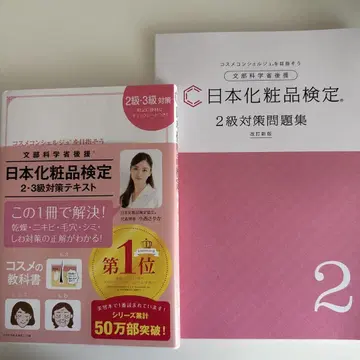 2級・3級対策
コスメコンシェルジュを目指そう
文部科学省後援
日本化粧品検定
2・3級対策テキスト
この1冊で解決!
乾燥・ニキビ・毛穴・シミ・
しわ対策の正解がわかる!
コスメの
教科書
第1位
シリーズ累計
50万部突破!
コスメコンシェルジュ®を目指そう
文部科学省後援
日本化粧品検定®
2級対策問題集
改訂新版
2